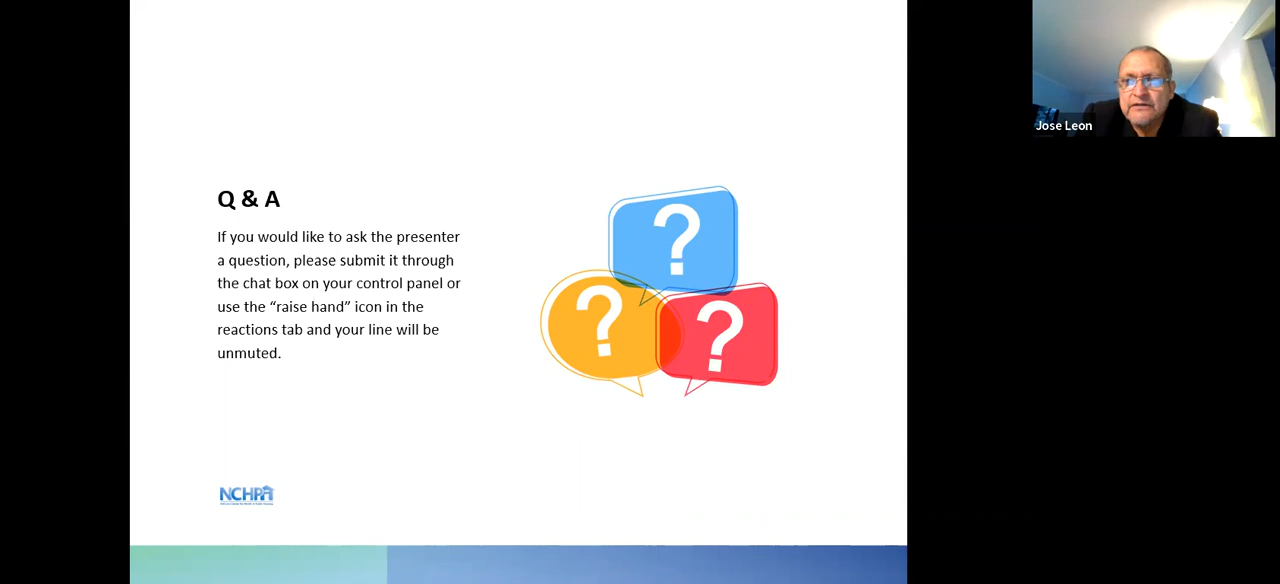 Q & A
If you would like to ask the presenter
a question, please submit it through
the chat box on your control panel or
use the “raise hand” icon in the
reactions tab and your line will be
unmuted.
?
?
?
NCHPH
Jose Leon